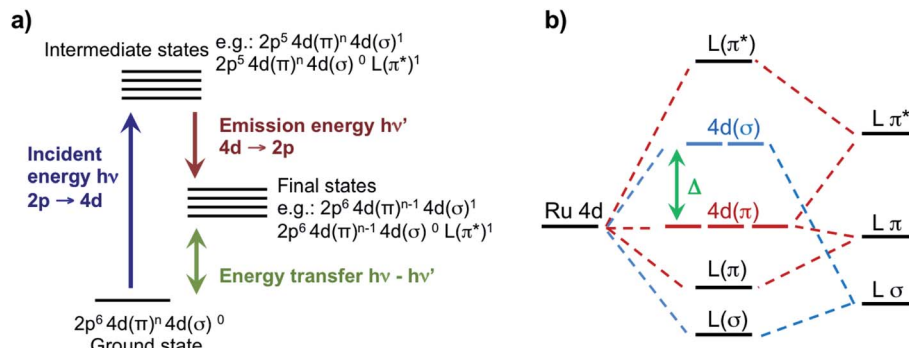 a)
Intermediate states
e.g.: 2p⁵ 4d(π)ⁿ 4d(σ)¹
2p⁵ 4d(π)ⁿ 4d(σ) ⁰ L(π*)¹
Incident
energy hν
2p → 4d
Emission energy hν'
4d → 2p
Final states
e.g.: 2p⁶ 4d(π)ⁿ⁻¹ 4d(σ)¹
2p⁶ 4d(π)ⁿ⁻¹ 4d(σ) ⁰ L(π*)¹
Energy transfer hν - hν'
2p⁶ 4d(π)ⁿ 4d(σ) ⁰
Ground state
b)
L(π*)
L π*
4d(σ)
Δ
Ru 4d
4d(π)
L π
L(π)
L σ
L(σ)